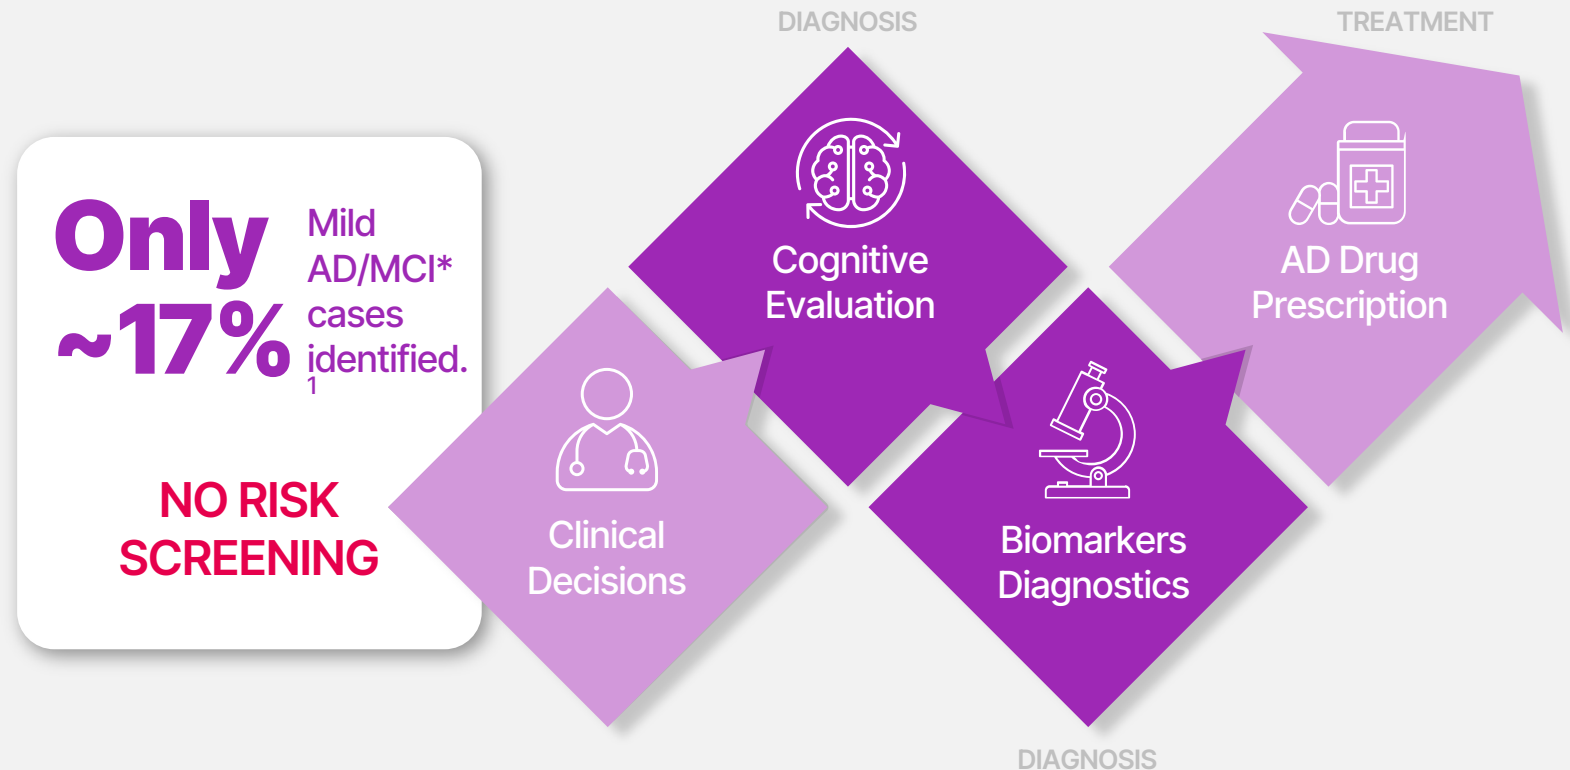 Only
~17%
Mild
AD/MCI*
cases
identified.
1
NO RISK
SCREENING
Clinical
Decisions
DIAGNOSIS
Cognitive
Evaluation
Biomarkers
Diagnostics
DIAGNOSIS
TREATMENT
AD Drug
Prescription